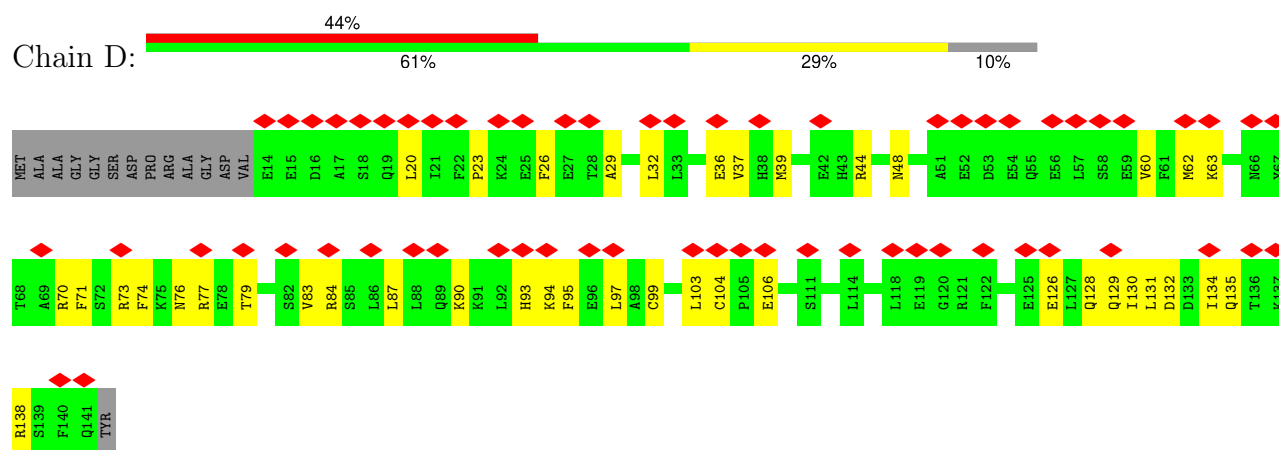 44%
Chain D:
61% 29% 10%
MET ALA ALA GLY GLY SER ASP PRO ARG ALA GLY ASP VAL E14 E15 D16 A17 S18 Q19 L20 I21 F22 P23 K24 E25 F26 E27 T28 A29 L32 L33 E36 V37 H38 M39 E42 H43 R44 N48 A51 E52 D53 E54 Q55 E56 L57 S58 E59 V60 F61 M62 K63 N66
T68 A69 R70 F71 S72 R73 F74 K75 N76 R77 E78 T79 S82 V83 R84 S85 L86 L87 L88 Q89 K90 K91 L92 H93 K94 F95 E96 L97 A98 C99 L103 C104 P105 E106 S111 L114 L118 E119 G120 R121 F122 E125 E126 L127 Q128 Q129 I130 L131 D132 D133 I134 Q135 T136
R138 S139 F140 Q141 TYR